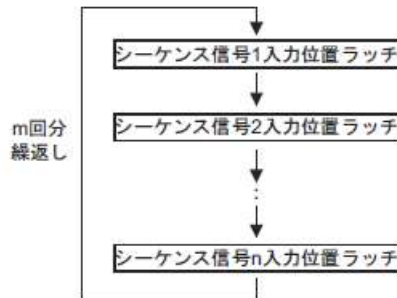 シーケンス信号1入力位置ラッチ
シーケンス信号2入力位置ラッチ
m回分
繰返し
:
シーケンス信号n入力位置ラッチ